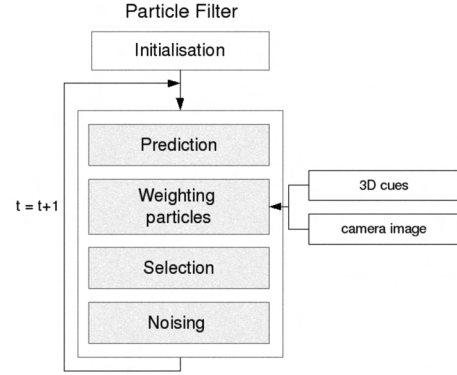 Particle Filter
Initialisation
Prediction
Weighting
particles
Selection
Noising
t = t+1
3D cues
camera image